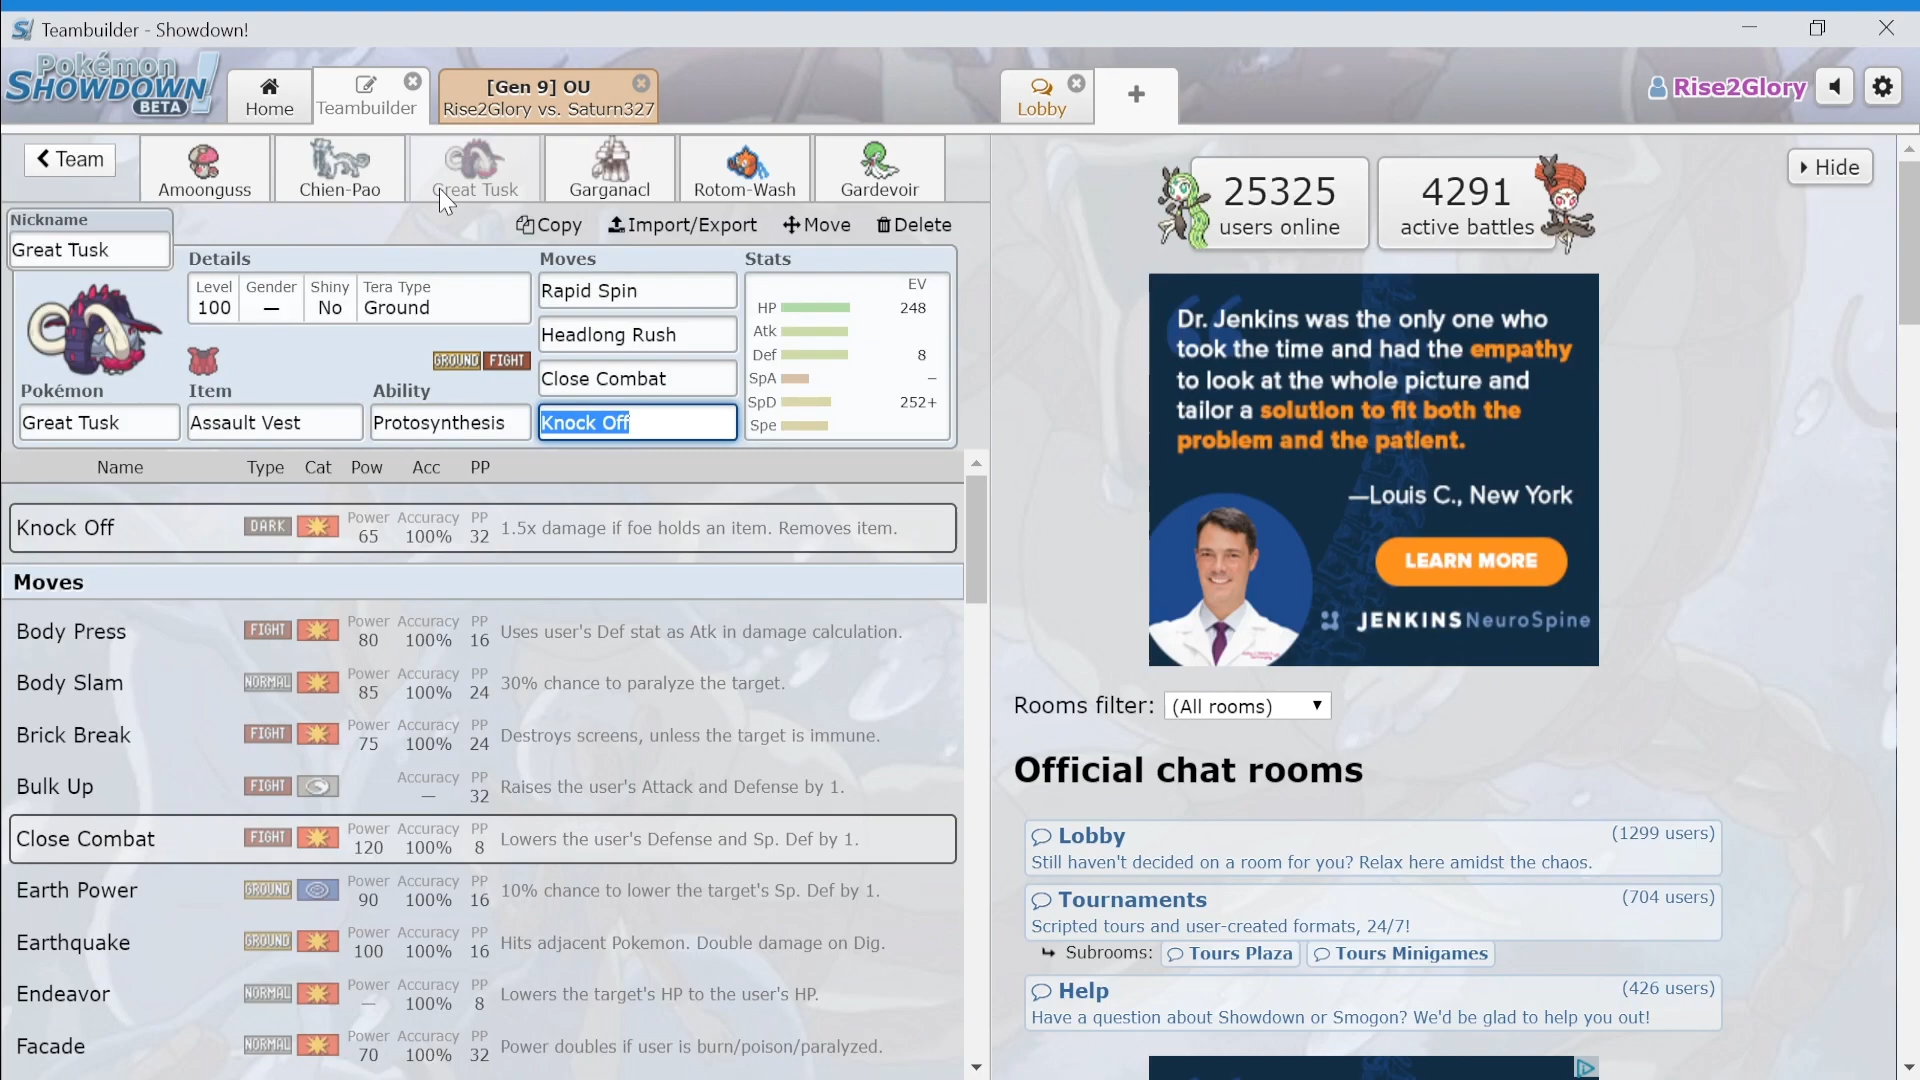 Teambuilder - Showdown!
Pokémon
SHOWDOWN!
BETA
Home
Teambuilder
[Gen 9] OU
Rise2Glory vs. Saturn327
Lobby
Rise2Glory
Team
Amoonguss
Chien-Pao
Great Tusk
Garganacl
Rotom-Wash
Gardevoir
Nickname
Great Tusk
Copy
Import/Export
Move
Delete
Details
Level
100
Gender
—
Shiny
No
Tera Type
Ground
GROUND FIGHT
Pokémon
Great Tusk
Item
Assault Vest
Ability
Protosynthesis
Moves
Rapid Spin
Headlong Rush
Close Combat
Knock Off
Stats
EV
HP 248
Atk
Def 8
SpA –
SpD 252+
Spe
Name Type Cat Pow Acc PP
Knock Off DARK Power 65 Accuracy 100% PP 32 1.5x damage if foe holds an item. Removes item.
Moves
Body Press FIGHT Power 80 Accuracy 100% PP 16 Uses user's Def stat as Atk in damage calculation.
Body Slam NORMAL Power 85 Accuracy 100% PP 24 30% chance to paralyze the target.
Brick Break FIGHT Power 75 Accuracy 100% PP 24 Destroys screens, unless the target is immune.
Bulk Up FIGHT Accuracy — PP 32 Raises the user's Attack and Defense by 1.
Close Combat FIGHT Power 120 Accuracy 100% PP 8 Lowers the user's Defense and Sp. Def by 1.
Earth Power GROUND Power 90 Accuracy 100% PP 16 10% chance to lower the target's Sp. Def by 1.
Earthquake GROUND Power 100 Accuracy 100% PP 16 Hits adjacent Pokemon. Double damage on Dig.
Endeavor NORMAL Power — Accuracy 100% PP 8 Lowers the target's HP to the user's HP.
Facade NORMAL Power 70 Accuracy 100% PP 32 Power doubles if user is burn/poison/paralyzed.
25325
users online
4291
active battles
Hide
Dr. Jenkins was the only one who
took the time and had the empathy
to look at the whole picture and
tailor a solution to fit both the
problem and the patient.
—Louis C., New York
LEARN MORE
JENKINS NeuroSpine
Rooms filter: (All rooms)
Official chat rooms
Lobby (1299 users)
Still haven't decided on a room for you? Relax here amidst the chaos.
Tournaments (704 users)
Scripted tours and user-created formats, 24/7!
Subrooms: Tours Plaza Tours Minigames
Help (426 users)
Have a question about Showdown or Smogon? We'd be glad to help you out!